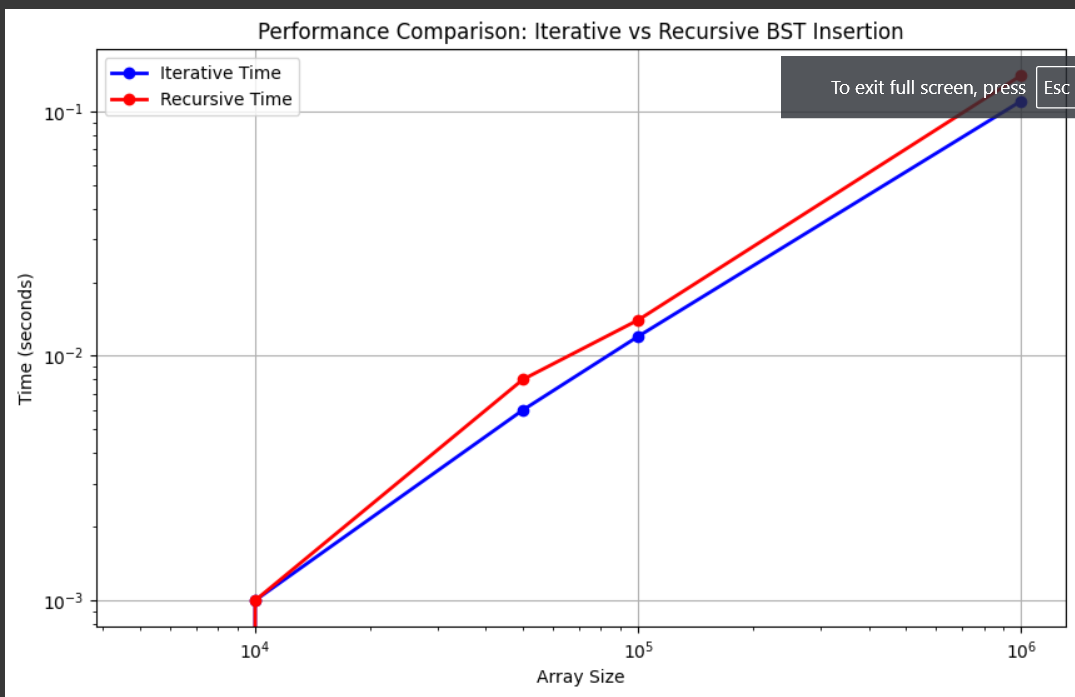 Performance Comparison: Iterative vs Recursive BST Insertion
Iterative Time
Recursive Time
To exit full screen, press Esc
10⁻¹
10⁻²
10⁻³
Time (seconds)
10⁴ 10⁵ 10⁶
Array Size